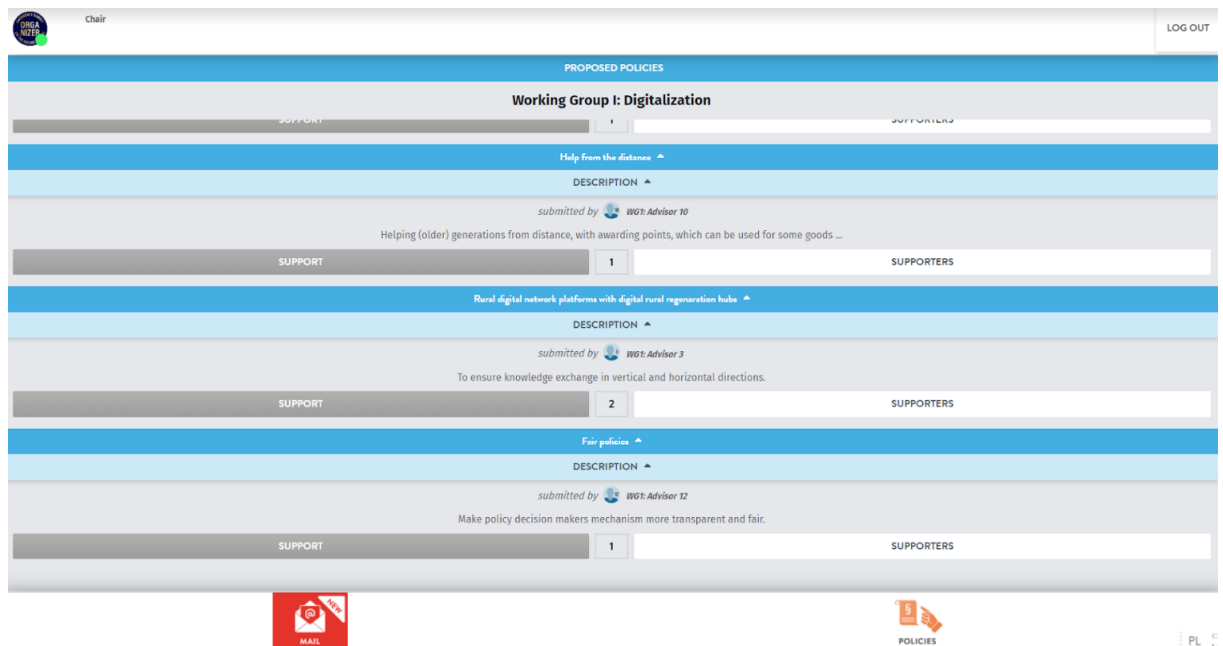 ORGA
NIZER
Chair
LOG OUT
PROPOSED POLICIES
Working Group I: Digitalization
SUPPORT 1 SUPPORTERS
Help from the distance
DESCRIPTION
submitted by WG1: Advisor 10
Helping (older) generations from distance, with awarding points, which can be used for some goods ...
SUPPORT 1 SUPPORTERS
Rural digital network platforms with digital rural regenaration hubs
DESCRIPTION
submitted by WG1: Advisor 3
To ensure knowledge exchange in vertical and horizontal directions.
SUPPORT 2 SUPPORTERS
Fair policies
DESCRIPTION
submitted by WG1: Advisor 12
Make policy decision makers mechanism more transparent and fair.
SUPPORT 1 SUPPORTERS
@ NEW §
MAIL POLICIES PL